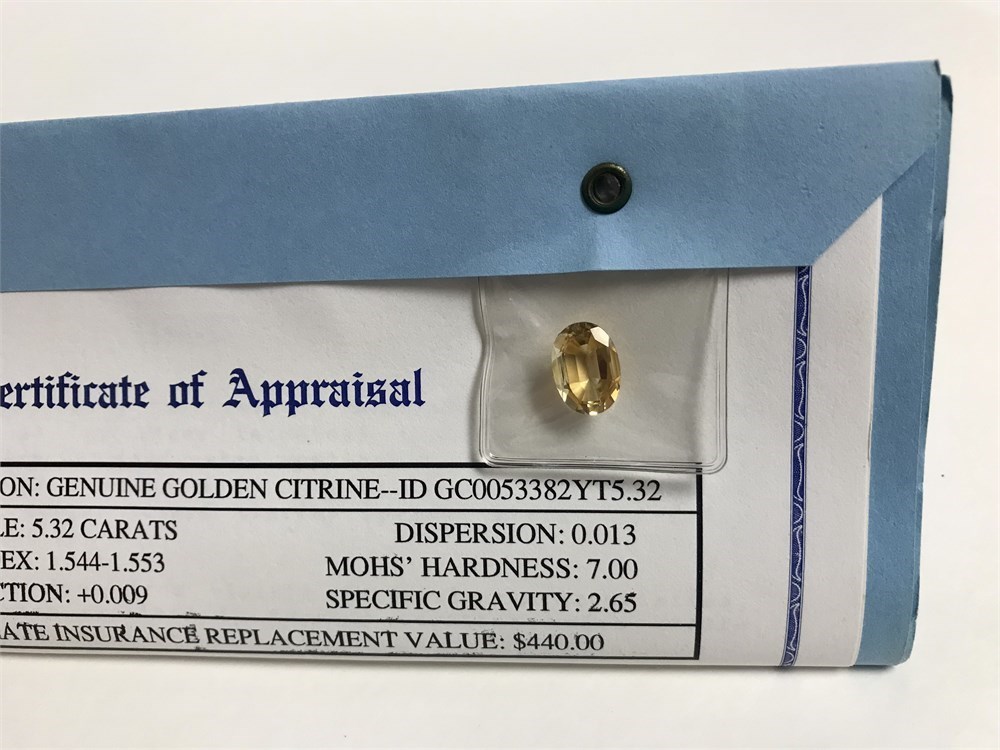 ertificate of Appraisal
ON: GENUINE GOLDEN CITRINE--ID GC0053382YT5.32
LE: 5.32 CARATS
DISPERSION: 0.013
EX: 1.544-1.553
MOHS' HARDNESS: 7.00
CTION: +0.009
SPECIFIC GRAVITY: 2.65
ATE INSURANCE REPLACEMENT VALUE: $440.00